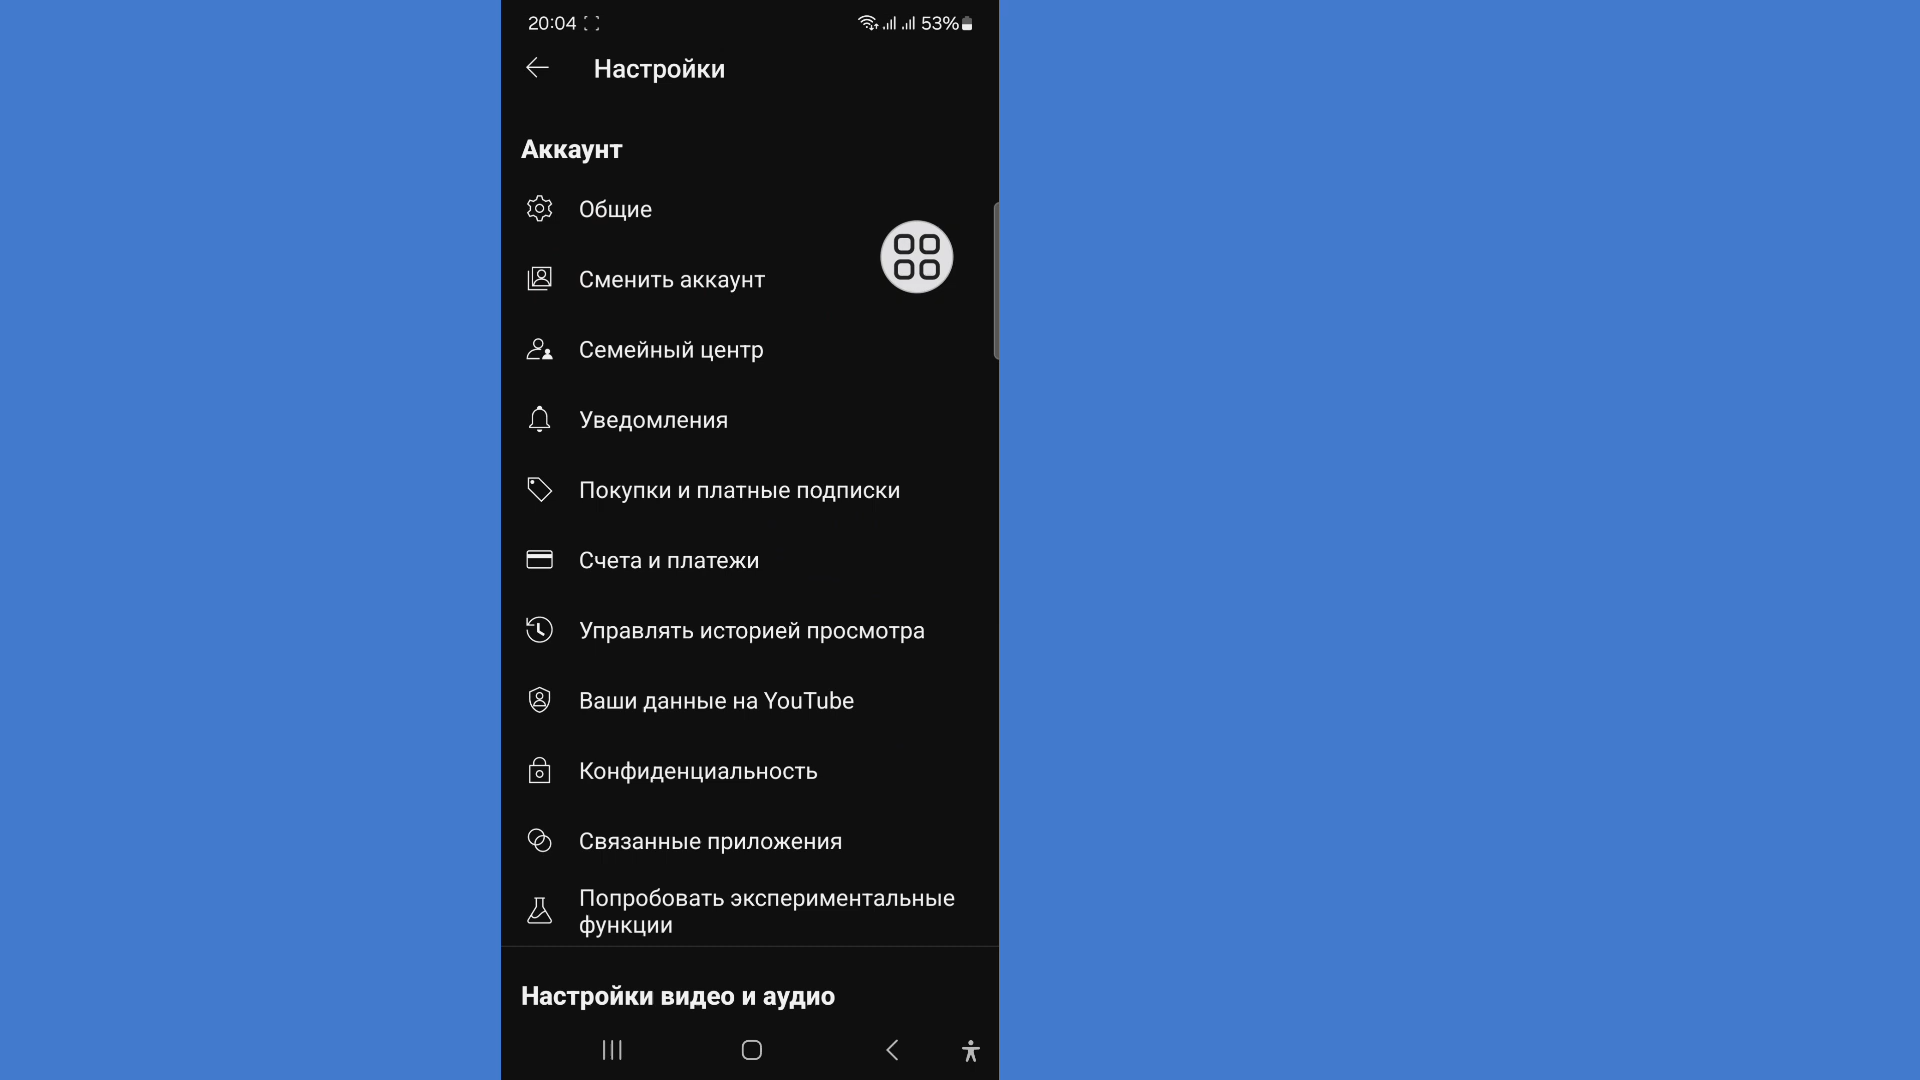 20:04 53%
Настройки
Аккаунт
Общие
Сменить аккаунт
Семейный центр
Уведомления
Покупки и платные подписки
Счета и платежи
Управлять историей просмотра
Ваши данные на YouTube
Конфиденциальность
Связанные приложения
Попробовать экспериментальные
функции
Настройки видео и аудио